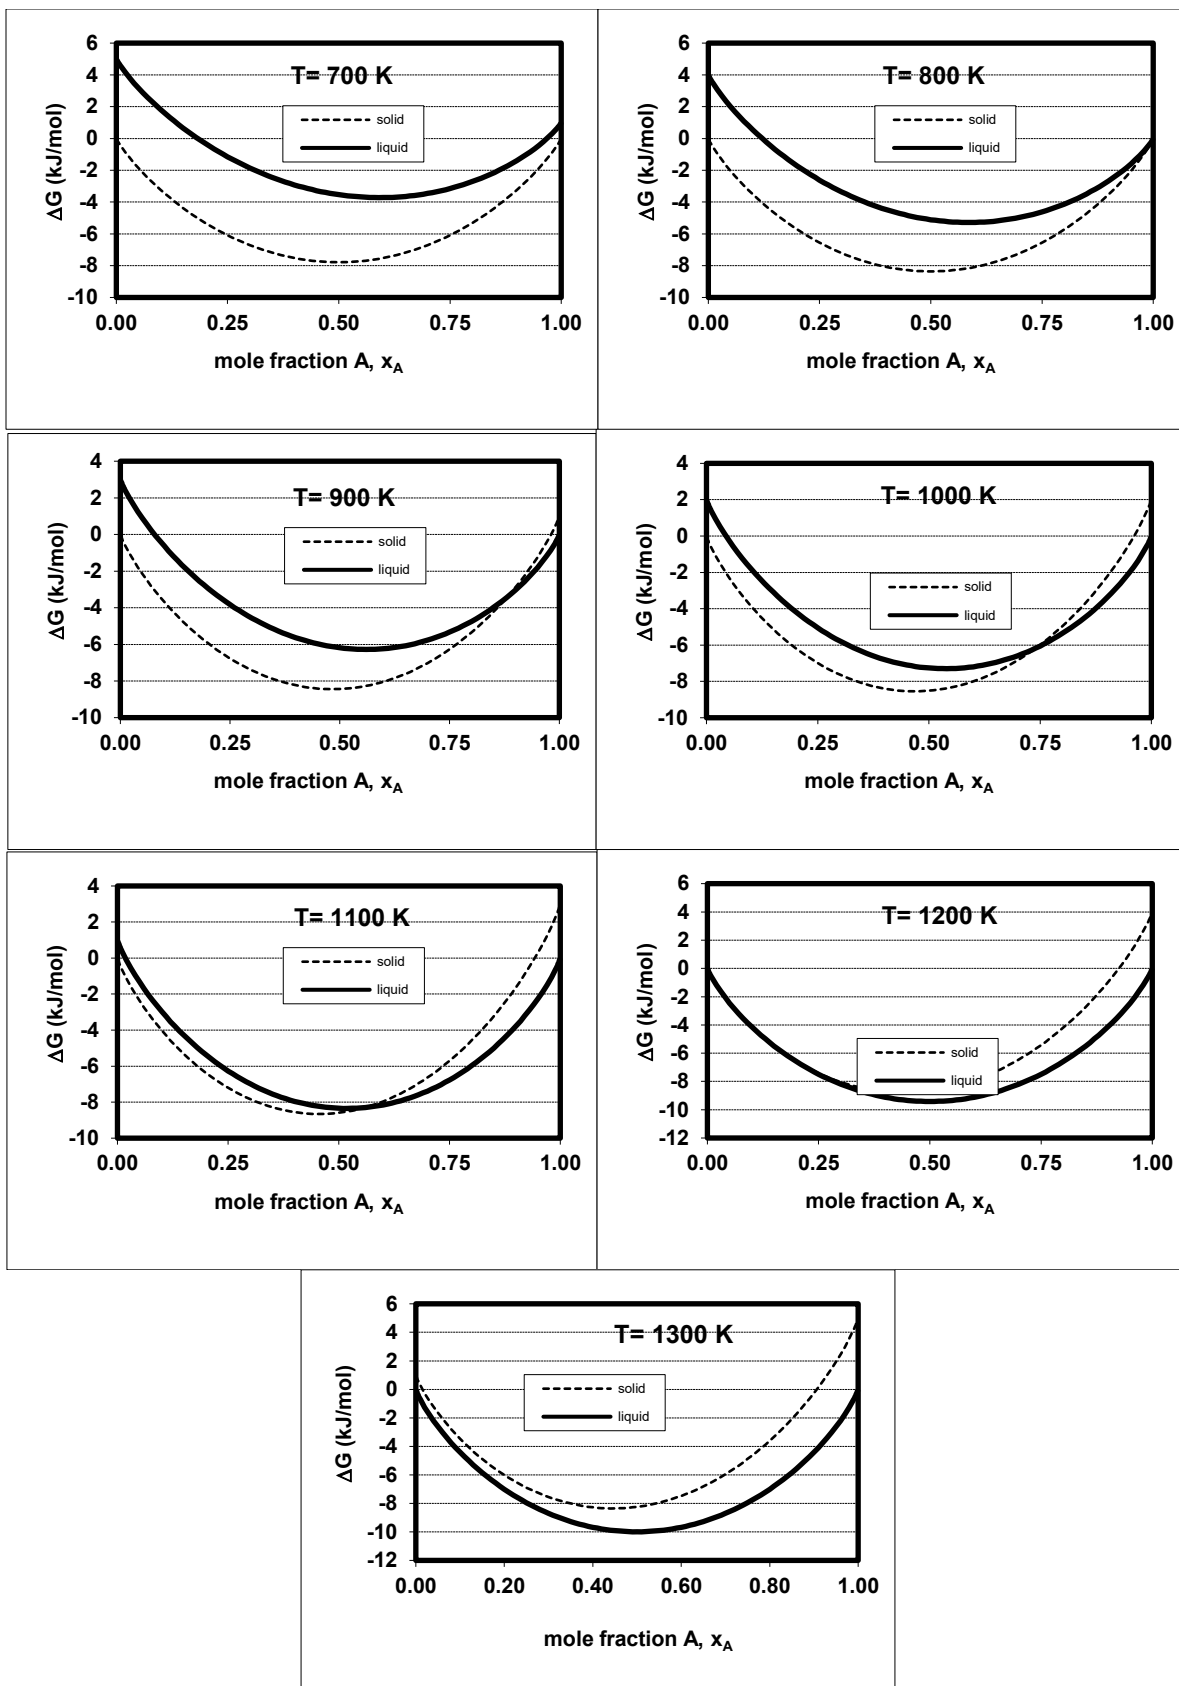 T= 700 K
6
4
2
0
-2
-4
-6
-8
-10
ΔG (kJ/mol)
solid
liquid
0.00 0.25 0.50 0.75 1.00
mole fraction A, xA
T= 800 K
6
4
2
0
-2
-4
-6
-8
-10
ΔG (kJ/mol)
solid
liquid
0.00 0.25 0.50 0.75 1.00
mole fraction A, xA
T= 900 K
4
2
0
-2
-4
-6
-8
-10
ΔG (kJ/mol)
solid
liquid
0.00 0.25 0.50 0.75 1.00
mole fraction A, xA
T= 1000 K
4
2
0
-2
-4
-6
-8
-10
ΔG (kJ/mol)
solid
liquid
0.00 0.25 0.50 0.75 1.00
mole fraction A, xA
T= 1100 K
4
2
0
-2
-4
-6
-8
-10
ΔG (kJ/mol)
solid
liquid
0.00 0.25 0.50 0.75 1.00
mole fraction A, xA
T= 1200 K
6
4
2
0
-2
-4
-6
-8
-10
-12
ΔG (kJ/mol)
solid
liquid
0.00 0.25 0.50 0.75 1.00
mole fraction A, xA
T= 1300 K
6
4
2
0
-2
-4
-6
-8
-10
-12
ΔG (kJ/mol)
solid
liquid
0.00 0.20 0.40 0.60 0.80 1.00
mole fraction A, xA